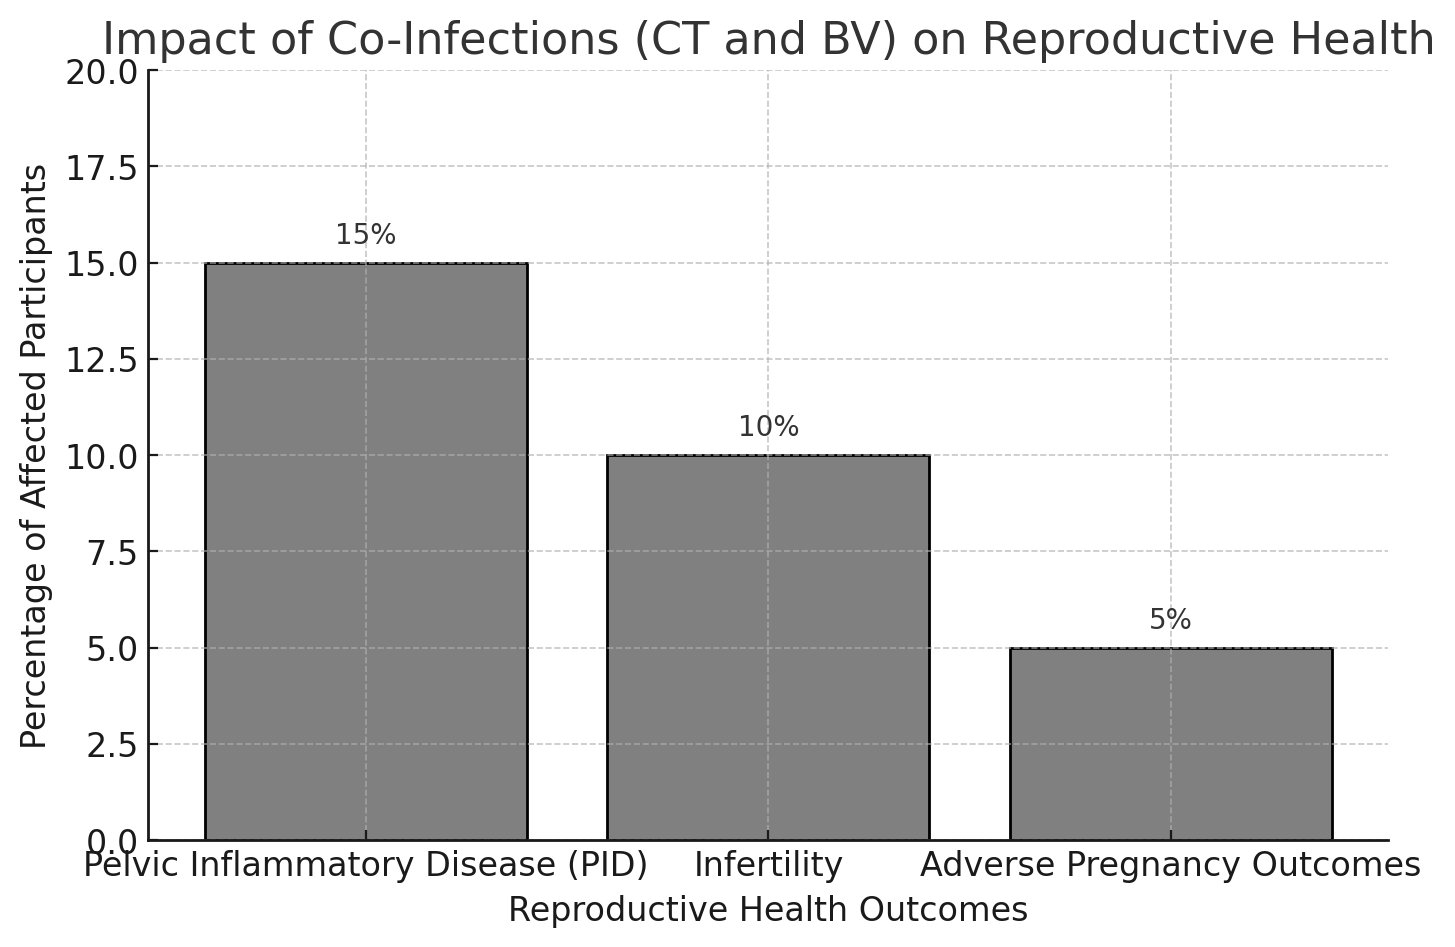 Impact of Co-Infections (CT and BV) on Reproductive Health
Percentage of Affected Participants
20.0
17.5
15.0
12.5
10.0
7.5
5.0
2.5
0.0
15%
10%
5%
Pelvic Inflammatory Disease (PID)
Infertility
Adverse Pregnancy Outcomes
Reproductive Health Outcomes